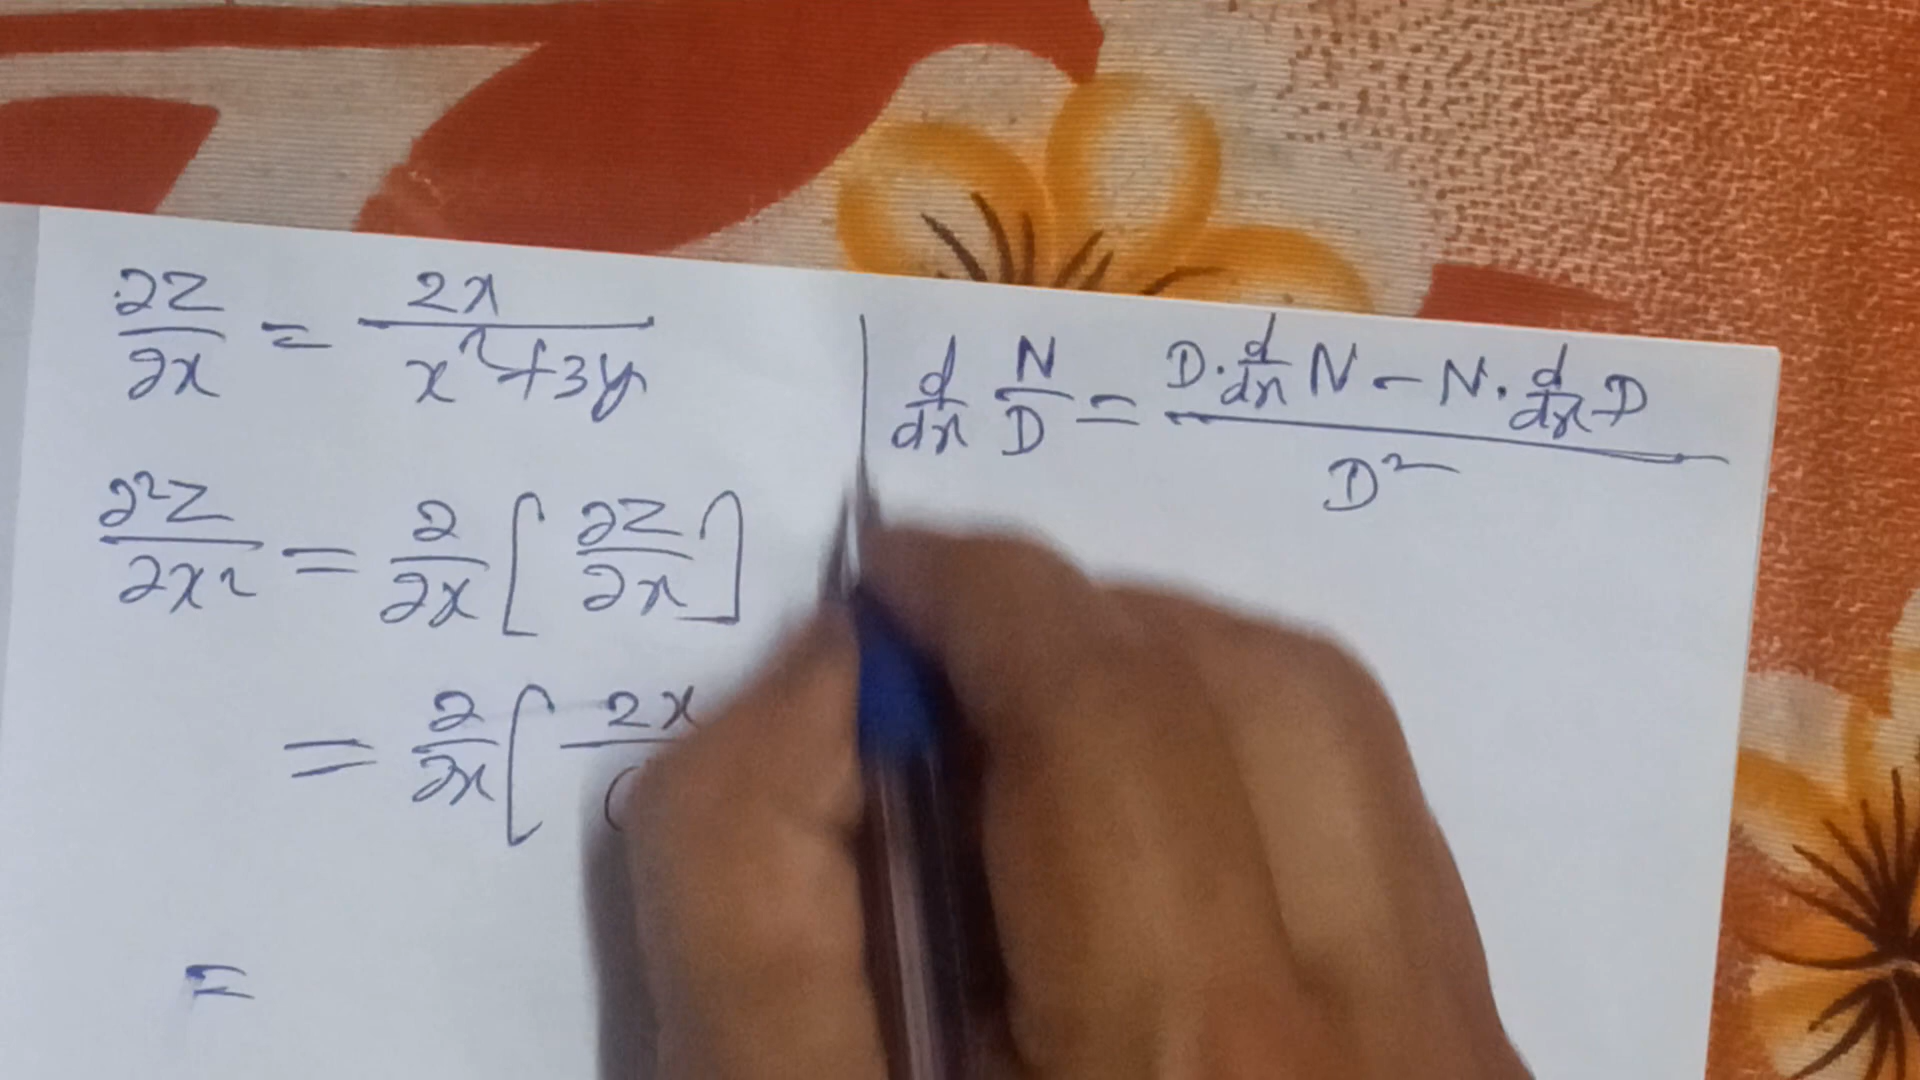 ∂z/∂x = 2x/(x²+3y)
∂²z/∂x² = ∂/∂x [∂z/∂x]
= ∂/∂x [2x/(
=
d/dx N/D = (D·d/dx N − N·d/dx D)/D²